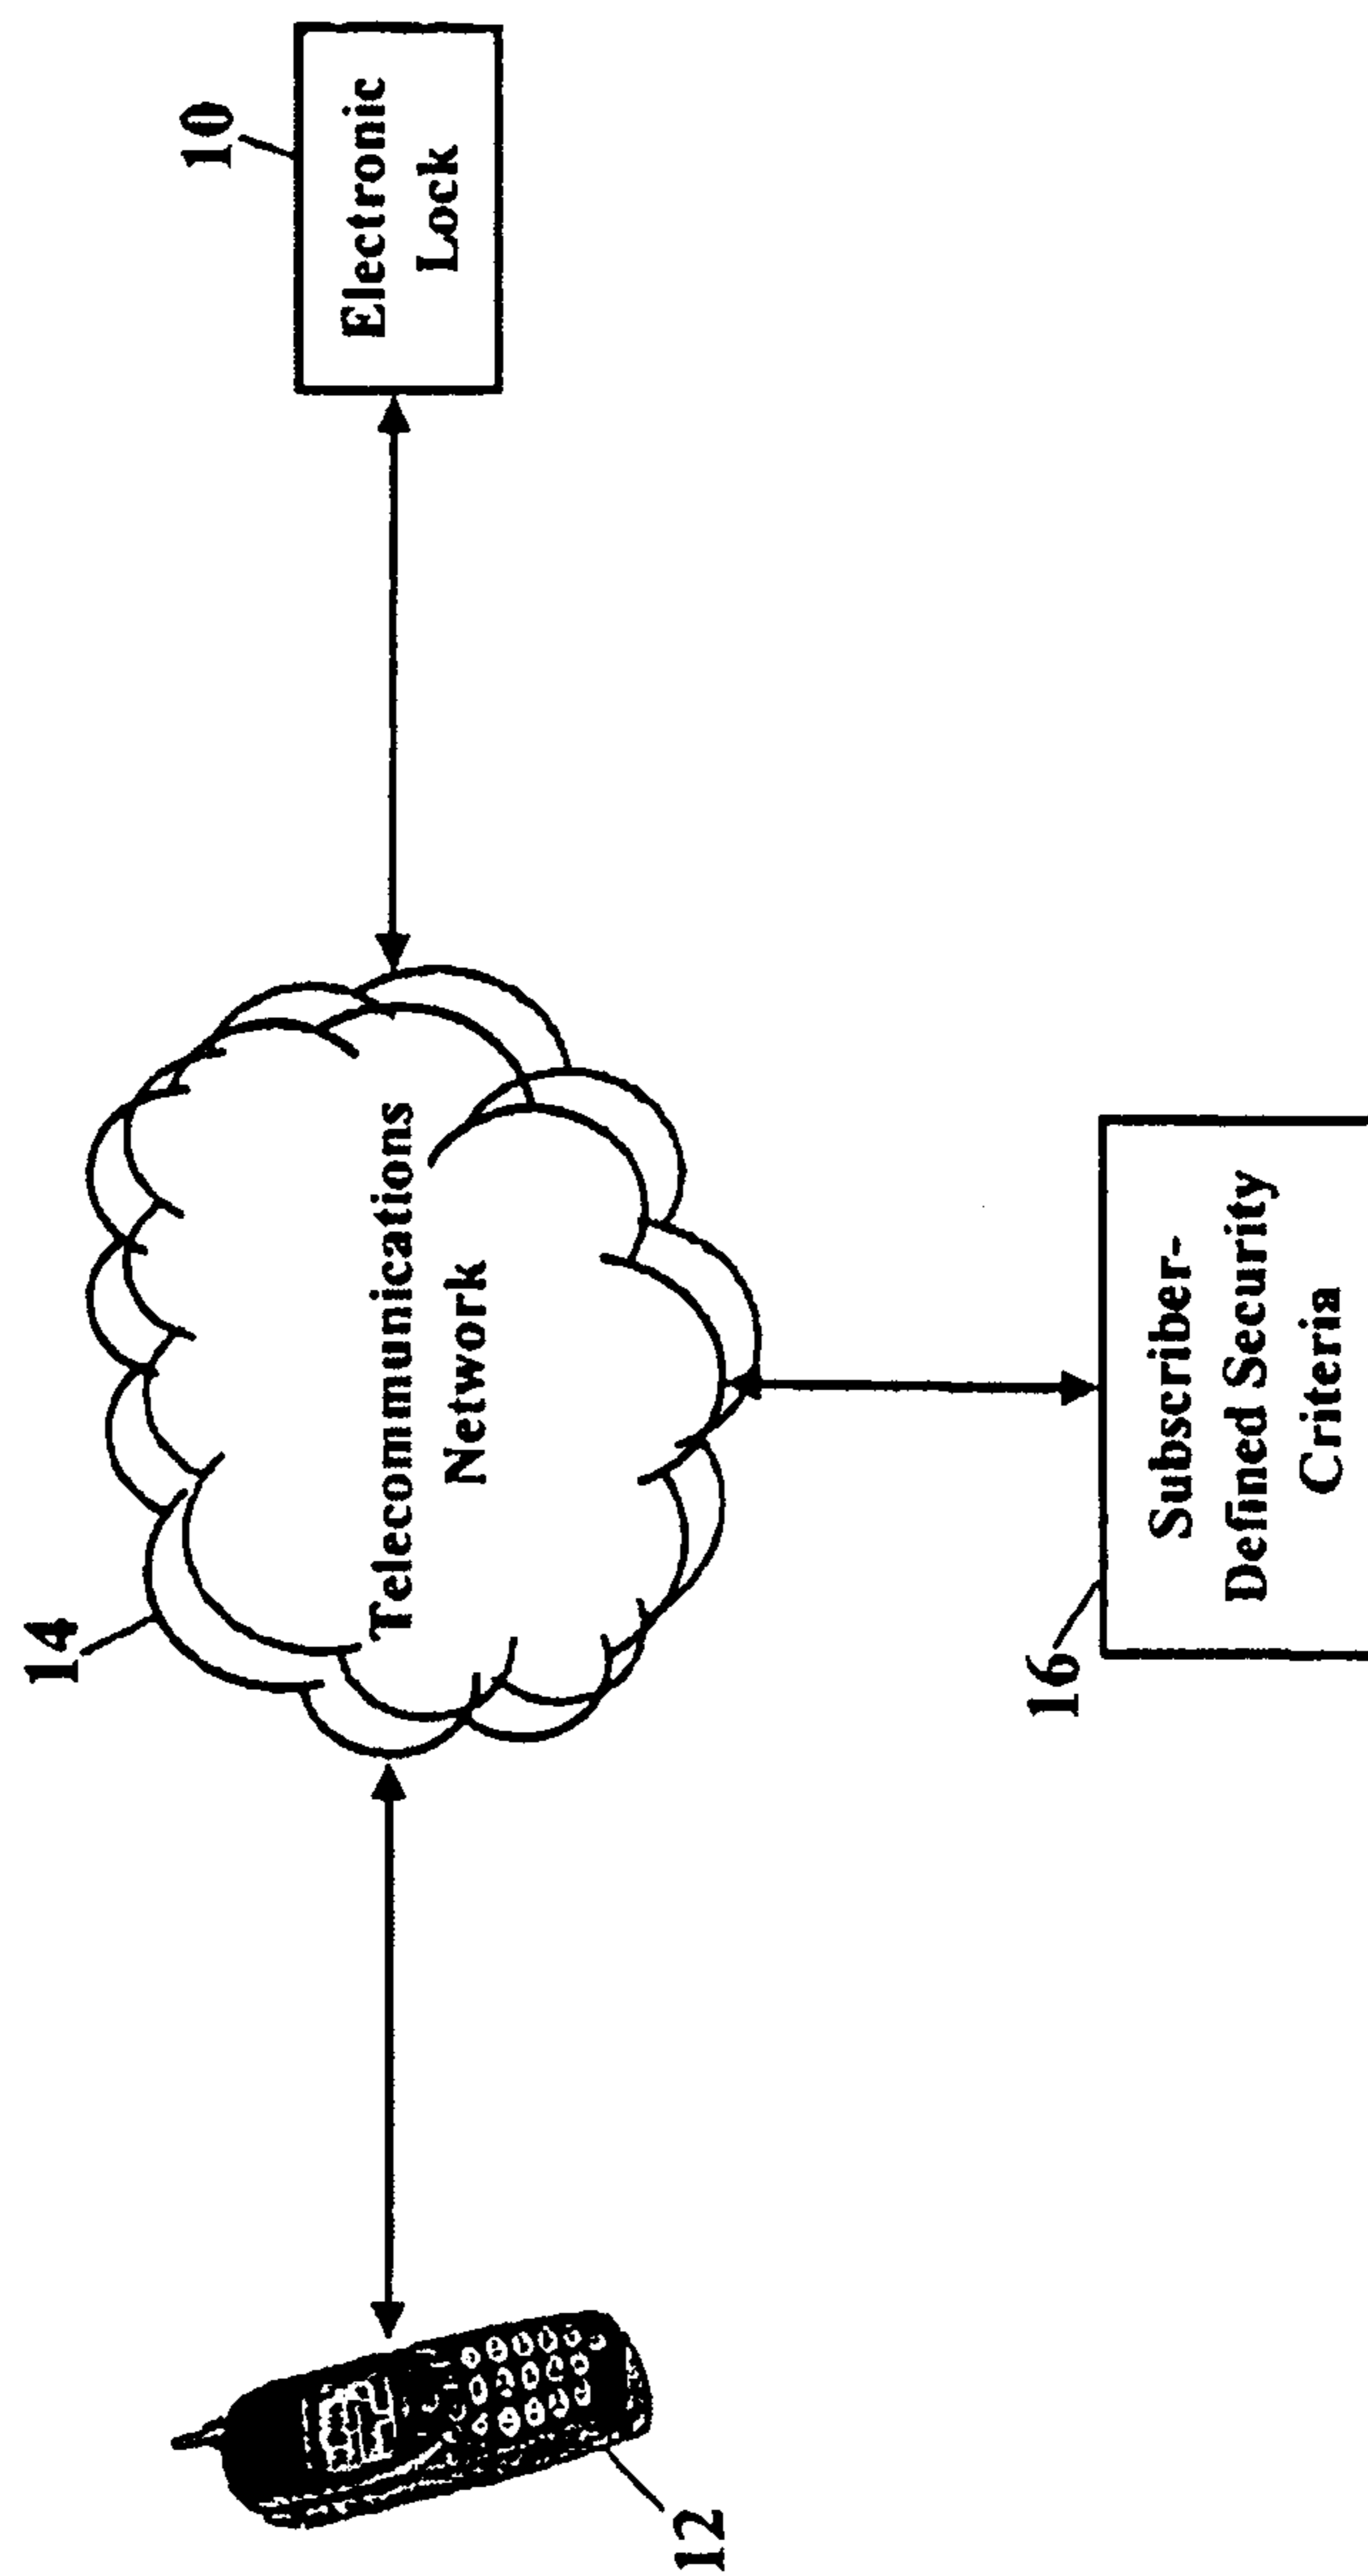 14
10
Telecommunications
Network
Electronic
Lock
12
16
Subscriber-
Defined Security
Criteria